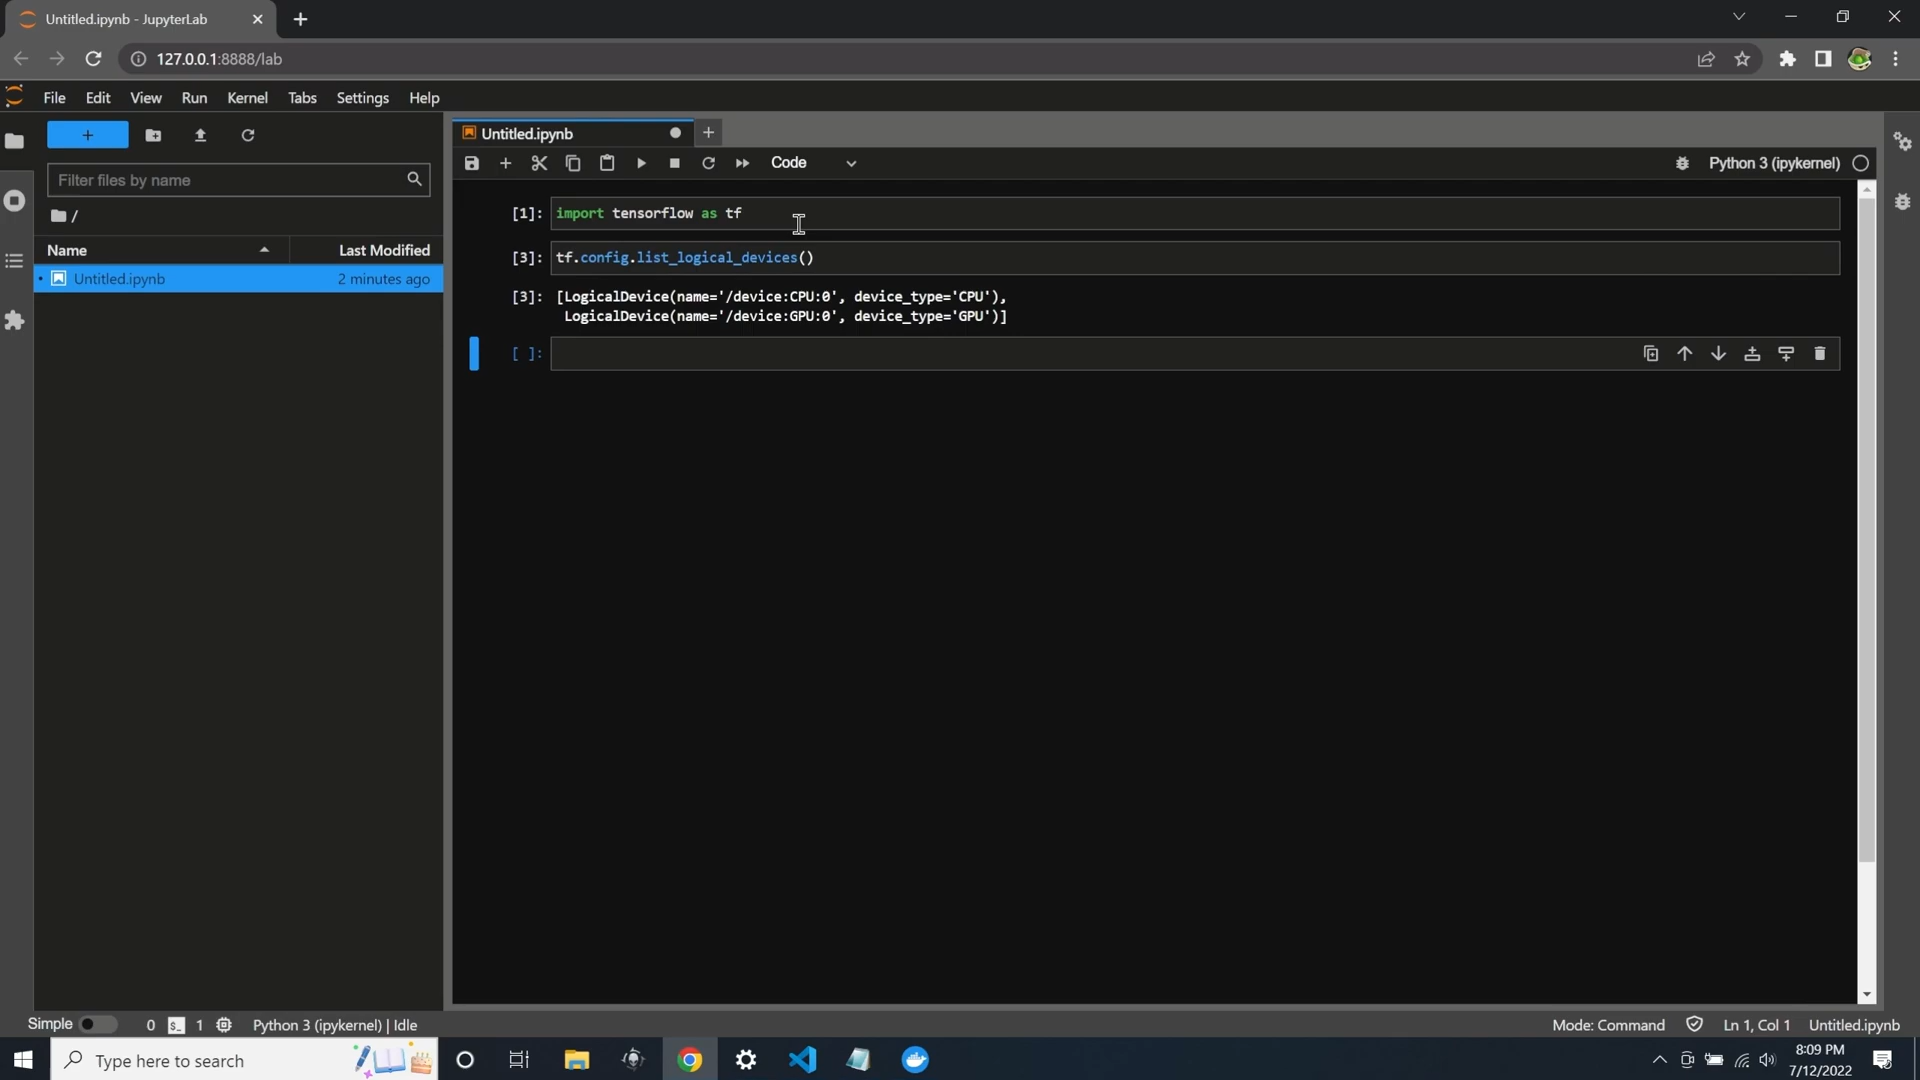 Untitled.ipynb - JupyterLab
127.0.0.1:8888/lab
File Edit View Run Kernel Tabs Settings Help
Filter files by name
/
Name Last Modified
Untitled.ipynb 2 minutes ago
Untitled.ipynb
Code
Python 3 (ipykernel)
[1]: import tensorflow as tf
[3]: tf.config.list_logical_devices()
[3]: [LogicalDevice(name='/device:CPU:0', device_type='CPU'),
LogicalDevice(name='/device:GPU:0', device_type='GPU')]
[ ]:
Simple 0 $_ 1 Python 3 (ipykernel) | Idle Mode: Command Ln 1, Col 1 Untitled.ipynb
Type here to search
8:09 PM
7/12/2022